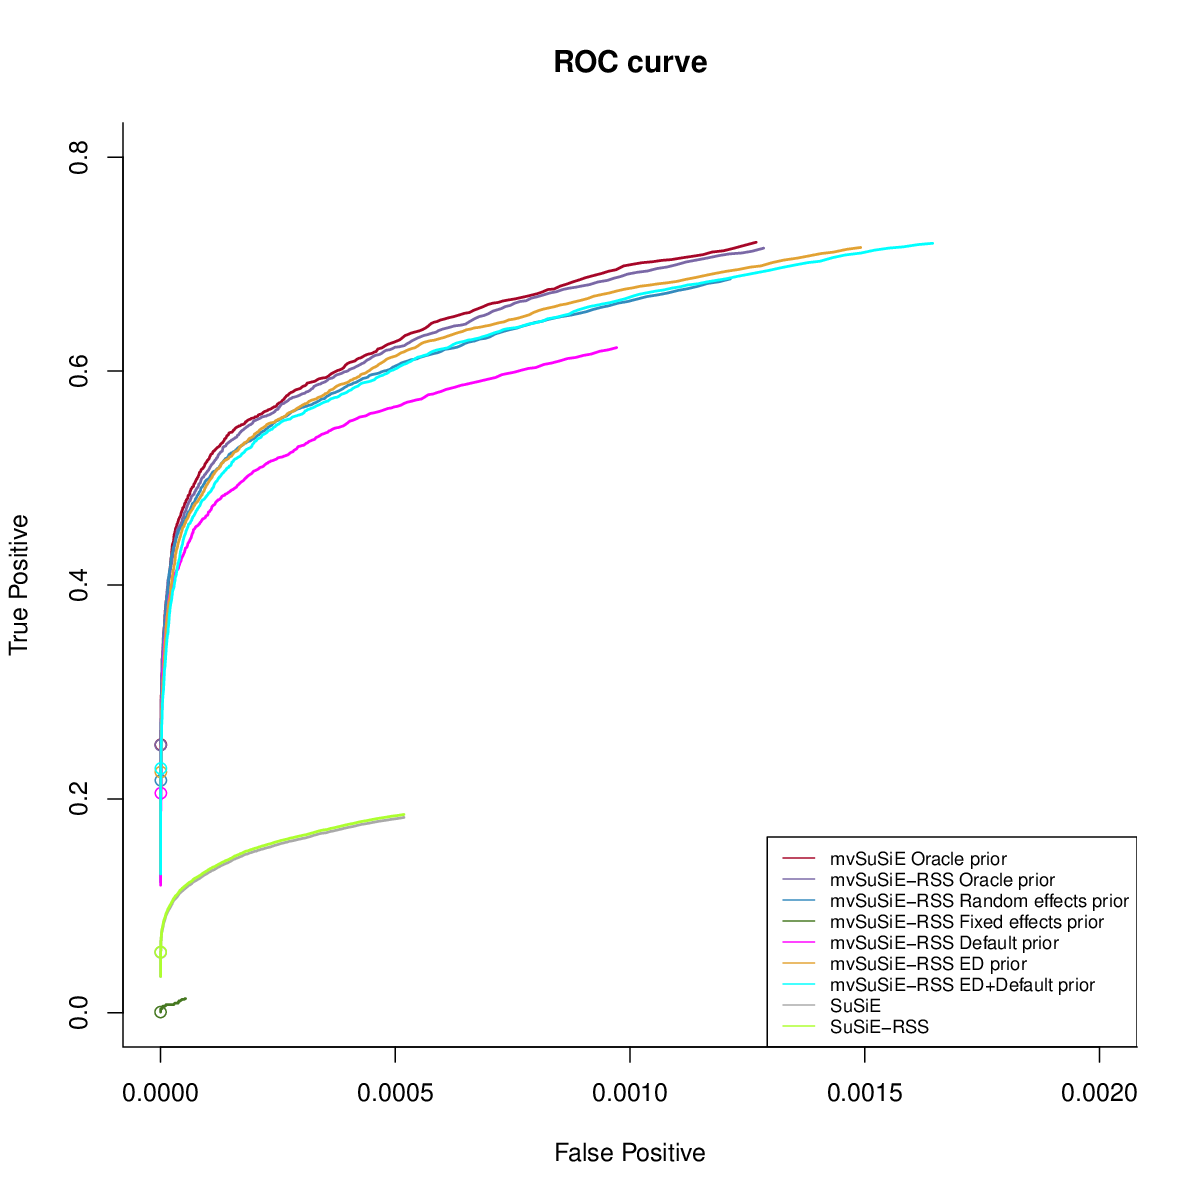 ROC curve
True Positive
0.8
0.6
0.4
0.2
0.0
mvSuSiE Oracle prior
mvSuSiE−RSS Oracle prior
mvSuSiE−RSS Random effects prior
mvSuSiE−RSS Fixed effects prior
mvSuSiE−RSS Default prior
mvSuSiE−RSS ED prior
mvSuSiE−RSS ED+Default prior
SuSiE
SuSiE−RSS
0.0000 0.0005 0.0010 0.0015 0.0020
False Positive